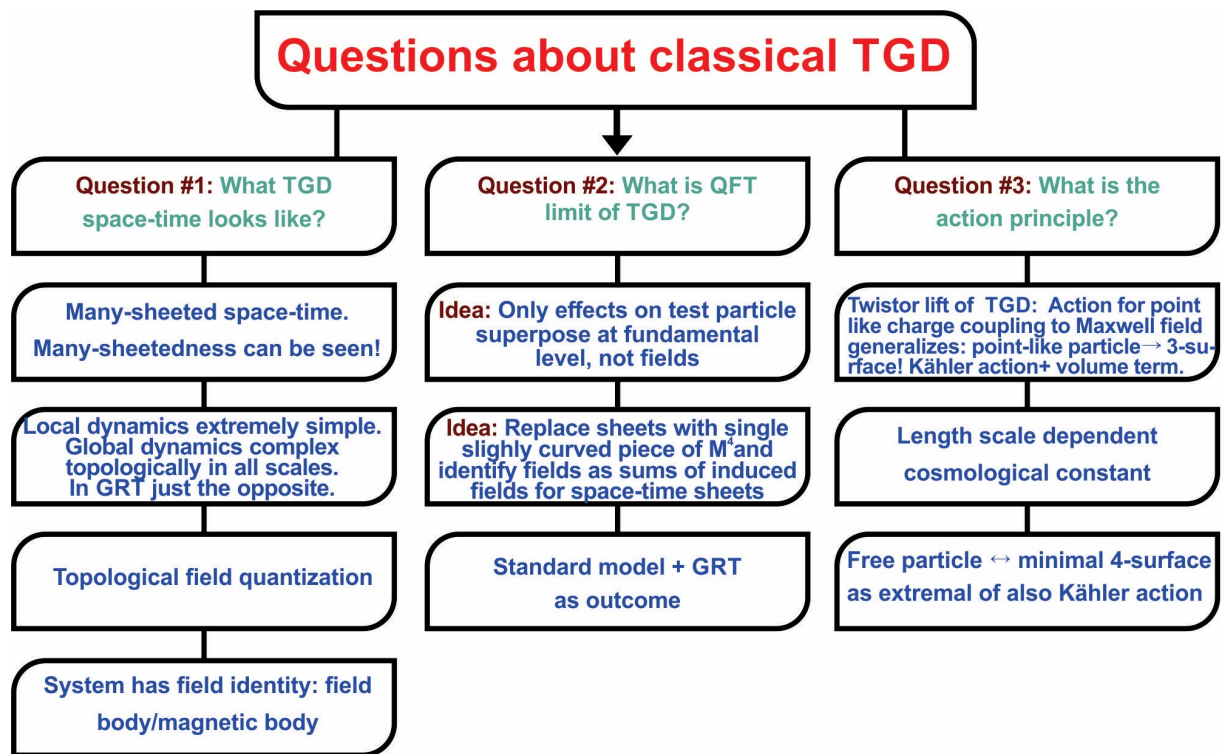 Questions about classical TGD
Question #1: What TGD
space-time looks like?
Many-sheeted space-time.
Many-sheetedness can be seen!
Local dynamics extremely simple.
Global dynamics complex
topologically in all scales.
In GRT just the opposite.
Topological field quantization
System has field identity: field
body/magnetic body
Question #2: What is QFT
limit of TGD?
Idea: Only effects on test particle
superpose at fundamental
level, not fields
Idea: Replace sheets with single
slighly curved piece of M⁴and
identify fields as sums of induced
fields for space-time sheets
Standard model + GRT
as outcome
Question #3: What is the
action principle?
Twistor lift of TGD: Action for point
like charge coupling to Maxwell field
generalizes: point-like particle→ 3-su-
rface! Kähler action+ volume term.
Length scale dependent
cosmological constant
Free particle ↔ minimal 4-surface
as extremal of also Kähler action